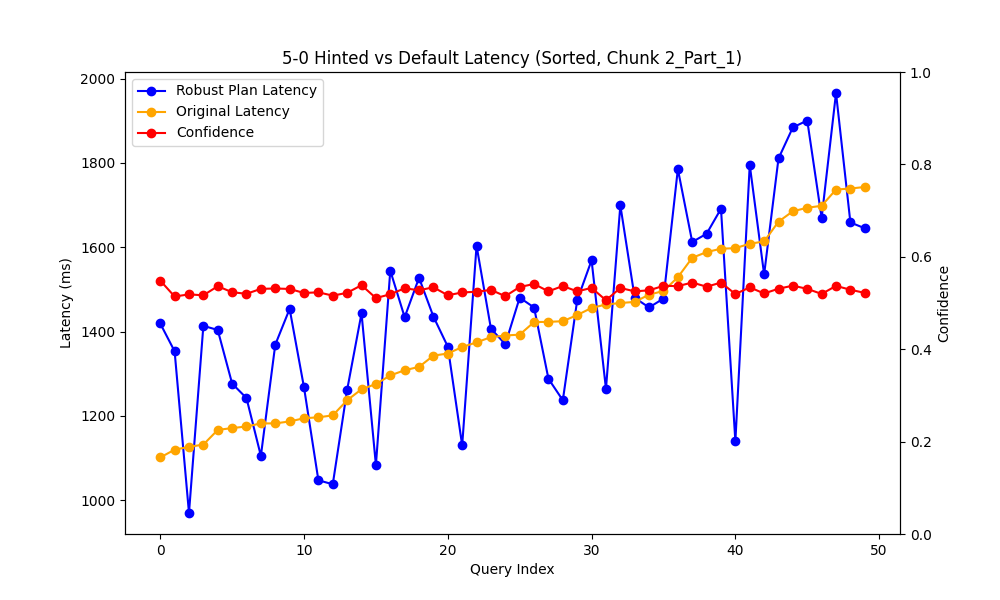 5-0 Hinted vs Default Latency (Sorted, Chunk 2_Part_1)
Robust Plan Latency
Original Latency
Confidence
2000
1800
1600
1400
1200
1000
Latency (ms)
1.0
0.8
0.6
0.4
0.2
0.0
Confidence
0 10 20 30 40 50
Query Index